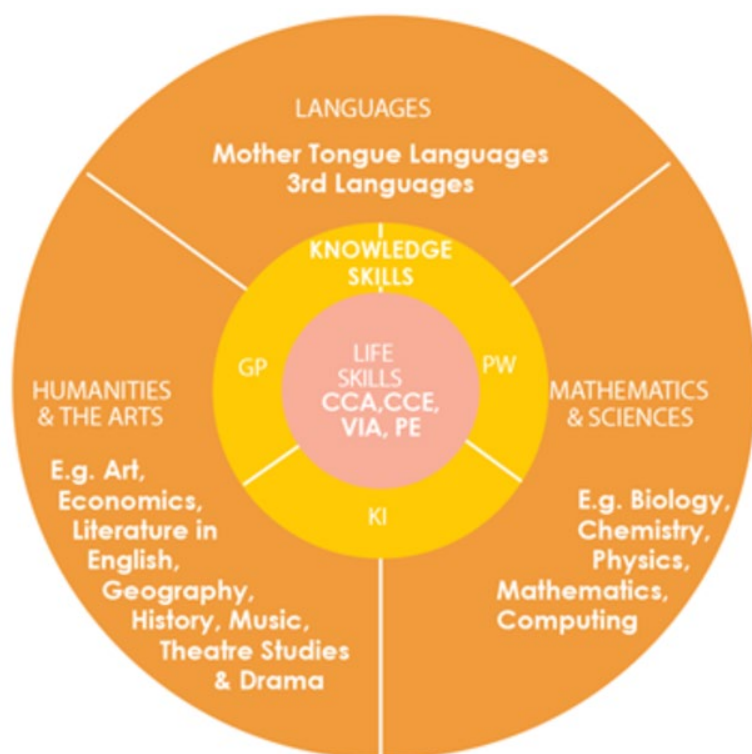 LANGUAGES
Mother Tongue Languages
3rd Languages
KNOWLEDGE
SKILLS
GP
PW
LIFE
SKILLS
CCA,CCE,
VIA, PE
KI
HUMANITIES
& THE ARTS
E.g. Art,
Economics,
Literature in
English,
Geography,
History, Music,
Theatre Studies
& Drama
MATHEMATICS
& SCIENCES
E.g. Biology,
Chemistry,
Physics,
Mathematics,
Computing